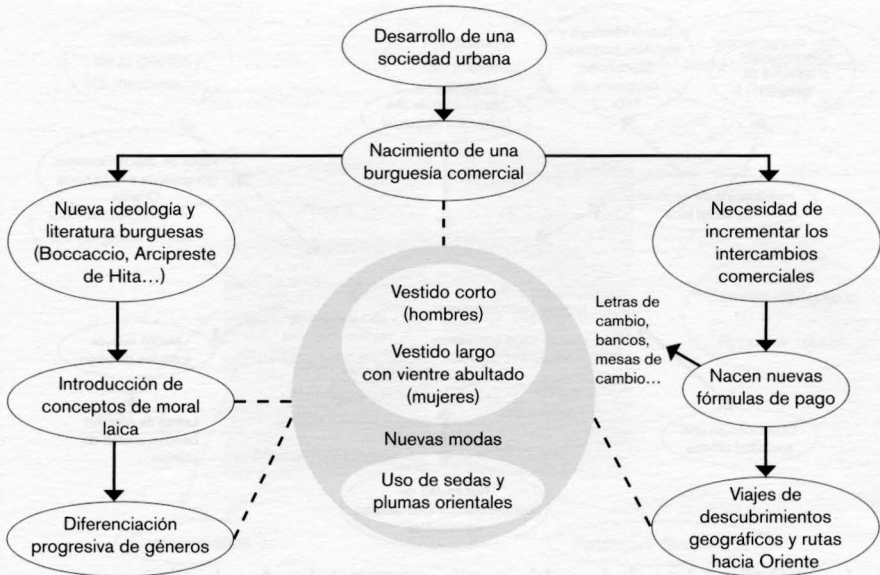 Desarrollo de una
sociedad urbana
Nacimiento de una
burguesía comercial
Nueva ideología y
literatura burguesas
(Boccaccio, Arcipreste
de Hita...)
Introducción de
conceptos de moral
laica
Diferenciación
progresiva de géneros
Vestido corto
(hombres)
Vestido largo
con vientre abultado
(mujeres)
Nuevas modas
Uso de sedas y
plumas orientales
Necesidad de
incrementar los
intercambios
comerciales
Letras de
cambio,
bancos,
mesas de
cambio...
Nacen nuevas
fórmulas de pago
Viajes de
descubrimientos
geográficos y rutas
hacia Oriente